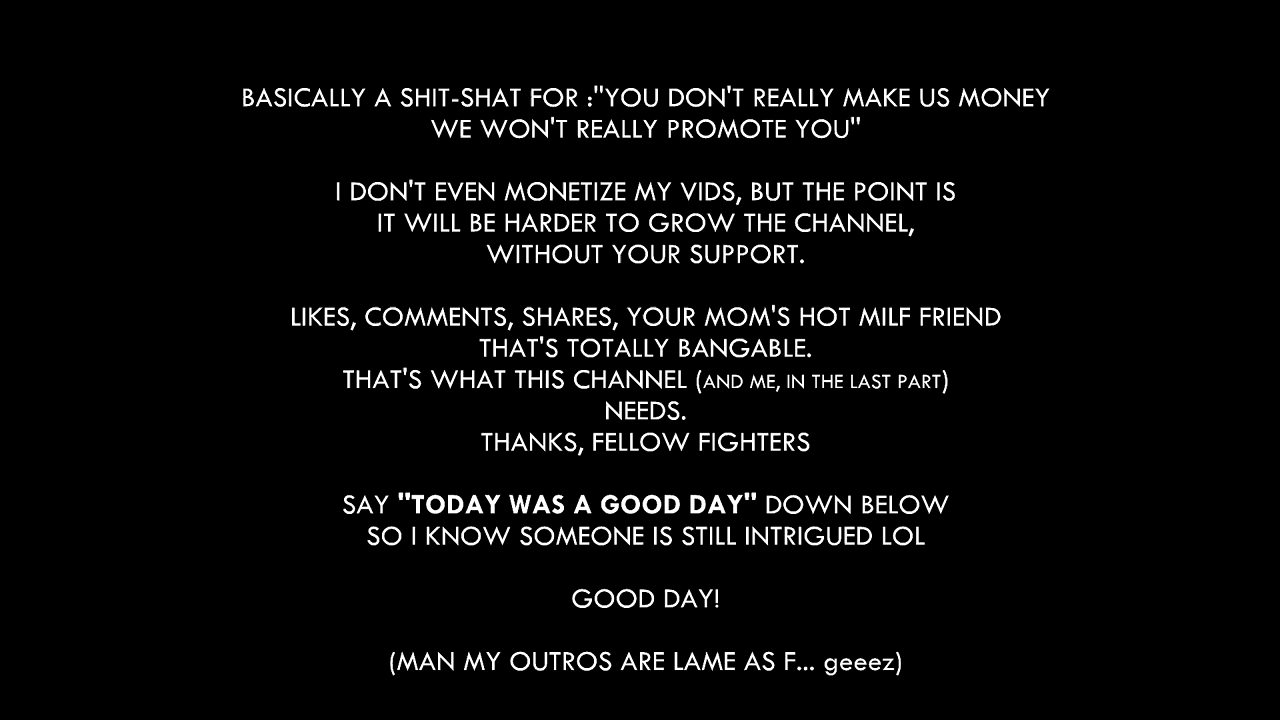 BASICALLY A SHIT-SHAT FOR :"YOU DON'T REALLY MAKE US MONEY
WE WON'T REALLY PROMOTE YOU"
I DON'T EVEN MONETIZE MY VIDS, BUT THE POINT IS
IT WILL BE HARDER TO GROW THE CHANNEL,
WITHOUT YOUR SUPPORT.
LIKES, COMMENTS, SHARES, YOUR MOM'S HOT MILF FRIEND
THAT'S TOTALLY BANGABLE.
THAT'S WHAT THIS CHANNEL (AND ME, IN THE LAST PART)
NEEDS.
THANKS, FELLOW FIGHTERS
SAY "TODAY WAS A GOOD DAY" DOWN BELOW
SO I KNOW SOMEONE IS STILL INTRIGUED LOL
GOOD DAY!
(MAN MY OUTROS ARE LAME AS F... geeez)